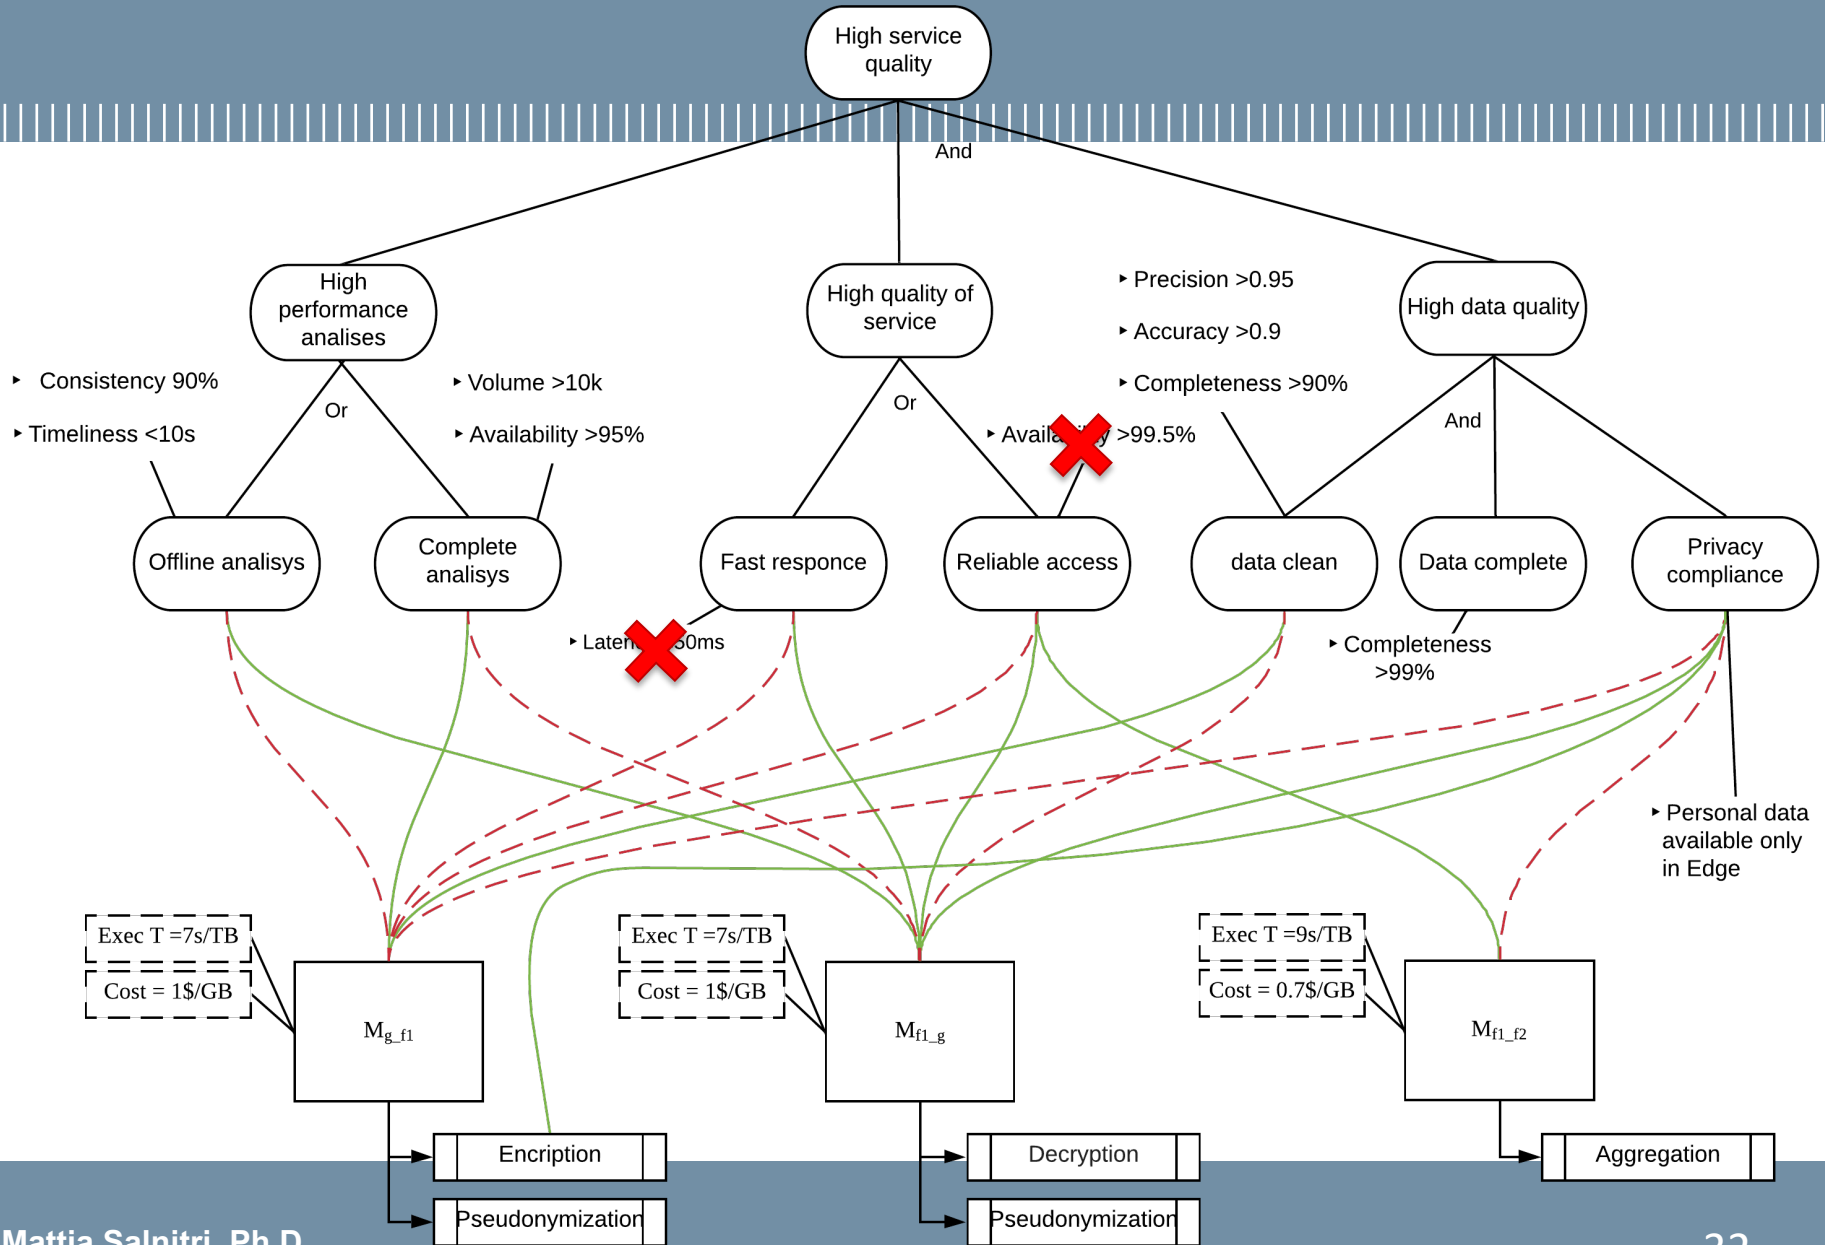 High service
quality
And
High
performance
analises
High quality of
service
▸ Precision >0.95
▸ Accuracy >0.9
▸ Completeness >90%
High data quality
▸ Consistency 90%
▸ Timeliness <10s
Or
▸ Volume >10k
▸ Availability >95%
Or
▸ >99.5%
And
Offline analisys
Complete
analisys
Fast responce
Reliable access
data clean
Data complete
Privacy
compliance
▸ 50ms
▸ Completeness
>99%
▸ Personal data
available only
in Edge
Exec T =7s/TB
Cost = 1$/GB
Mg_f1
Exec T =7s/TB
Cost = 1$/GB
Mf1_g
Exec T =9s/TB
Cost = 0.7$/GB
Mf1_f2
Encription
Pseudonymization
Decryption
Pseudonymization
Aggregation
Mattia Salnitri, Ph.D.